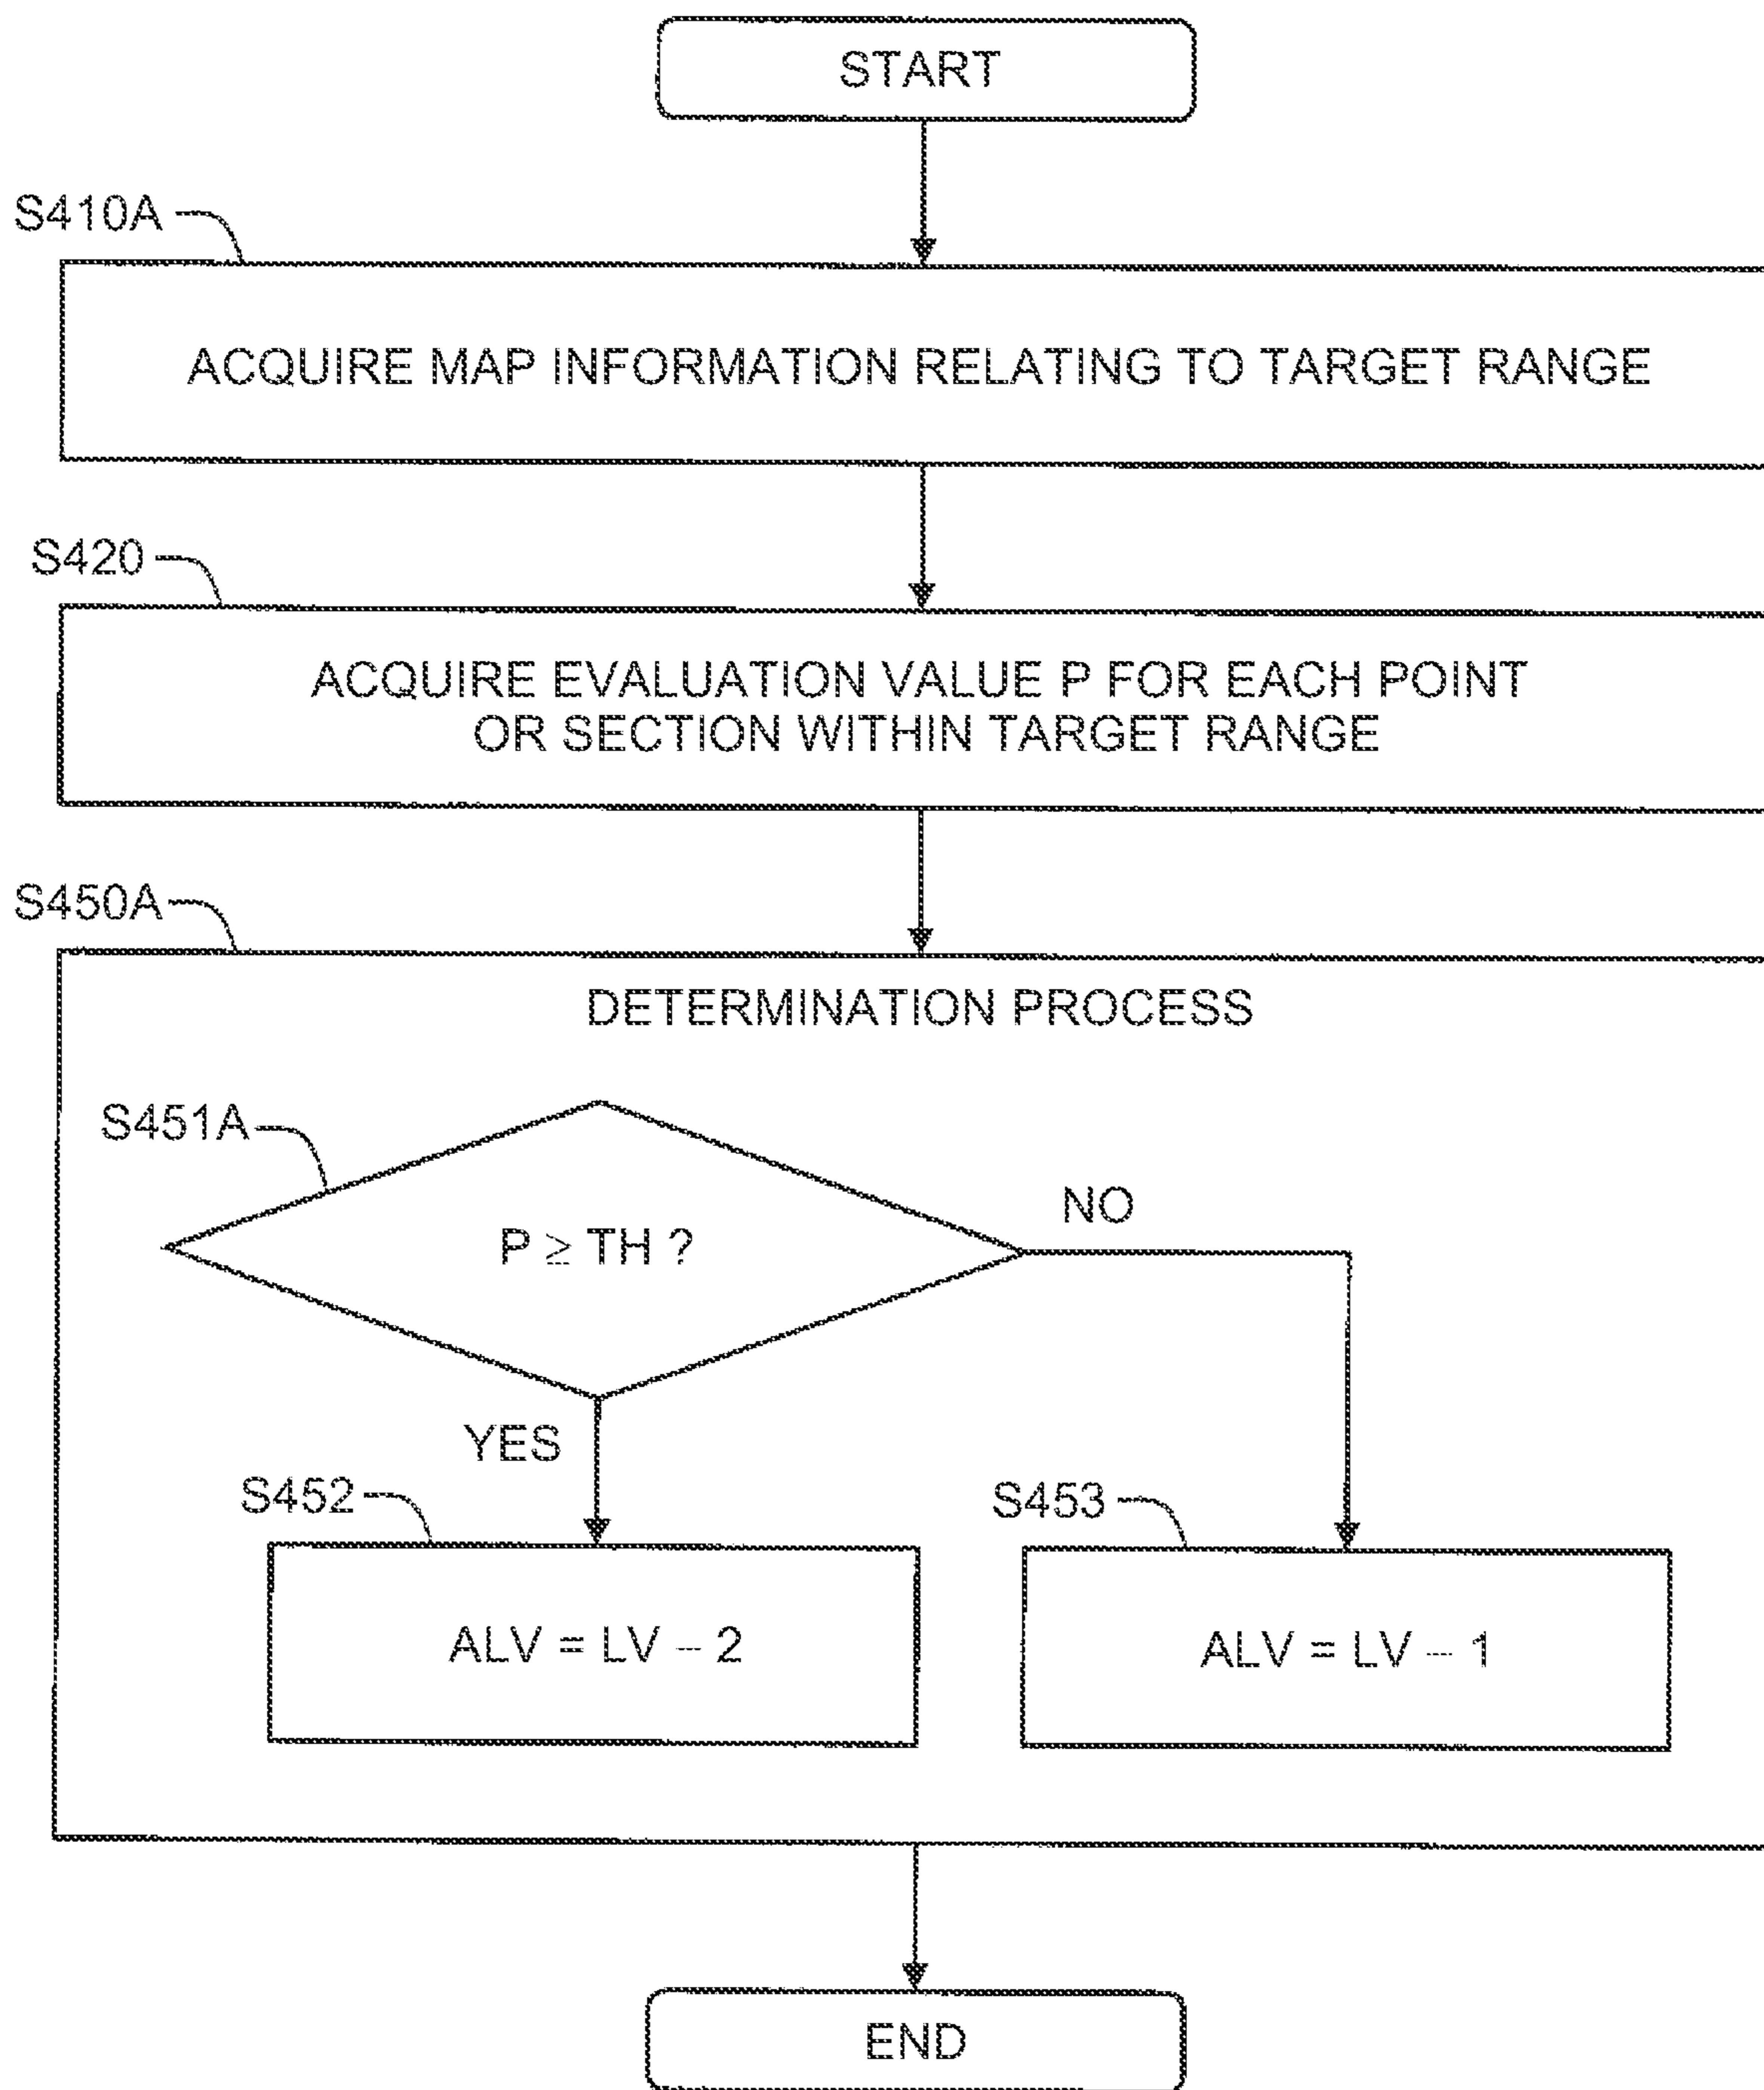 START
S410A
ACQUIRE MAP INFORMATION RELATING TO TARGET RANGE
S420
ACQUIRE EVALUATION VALUE P FOR EACH POINT
OR SECTION WITHIN TARGET RANGE
S450A
DETERMINATION PROCESS
S451A
P ≧ TH ?
NO
YES
S452
S453
ALV = LV – 2
ALV = LV – 1
END